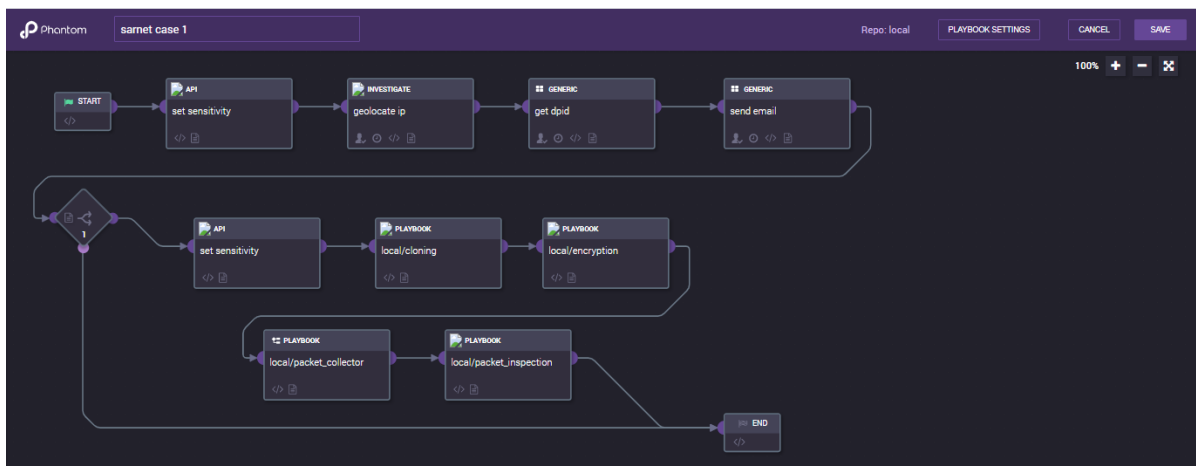 Phantom
sarnet case 1
Repo: local
PLAYBOOK SETTINGS
CANCEL
SAVE
100%
START
API
set sensitivity
INVESTIGATE
geolocate ip
GENERIC
get dpid
GENERIC
send email
1
API
set sensitivity
PLAYBOOK
local/cloning
PLAYBOOK
local/encryption
PLAYBOOK
local/packet_collector
PLAYBOOK
local/packet_inspection
END